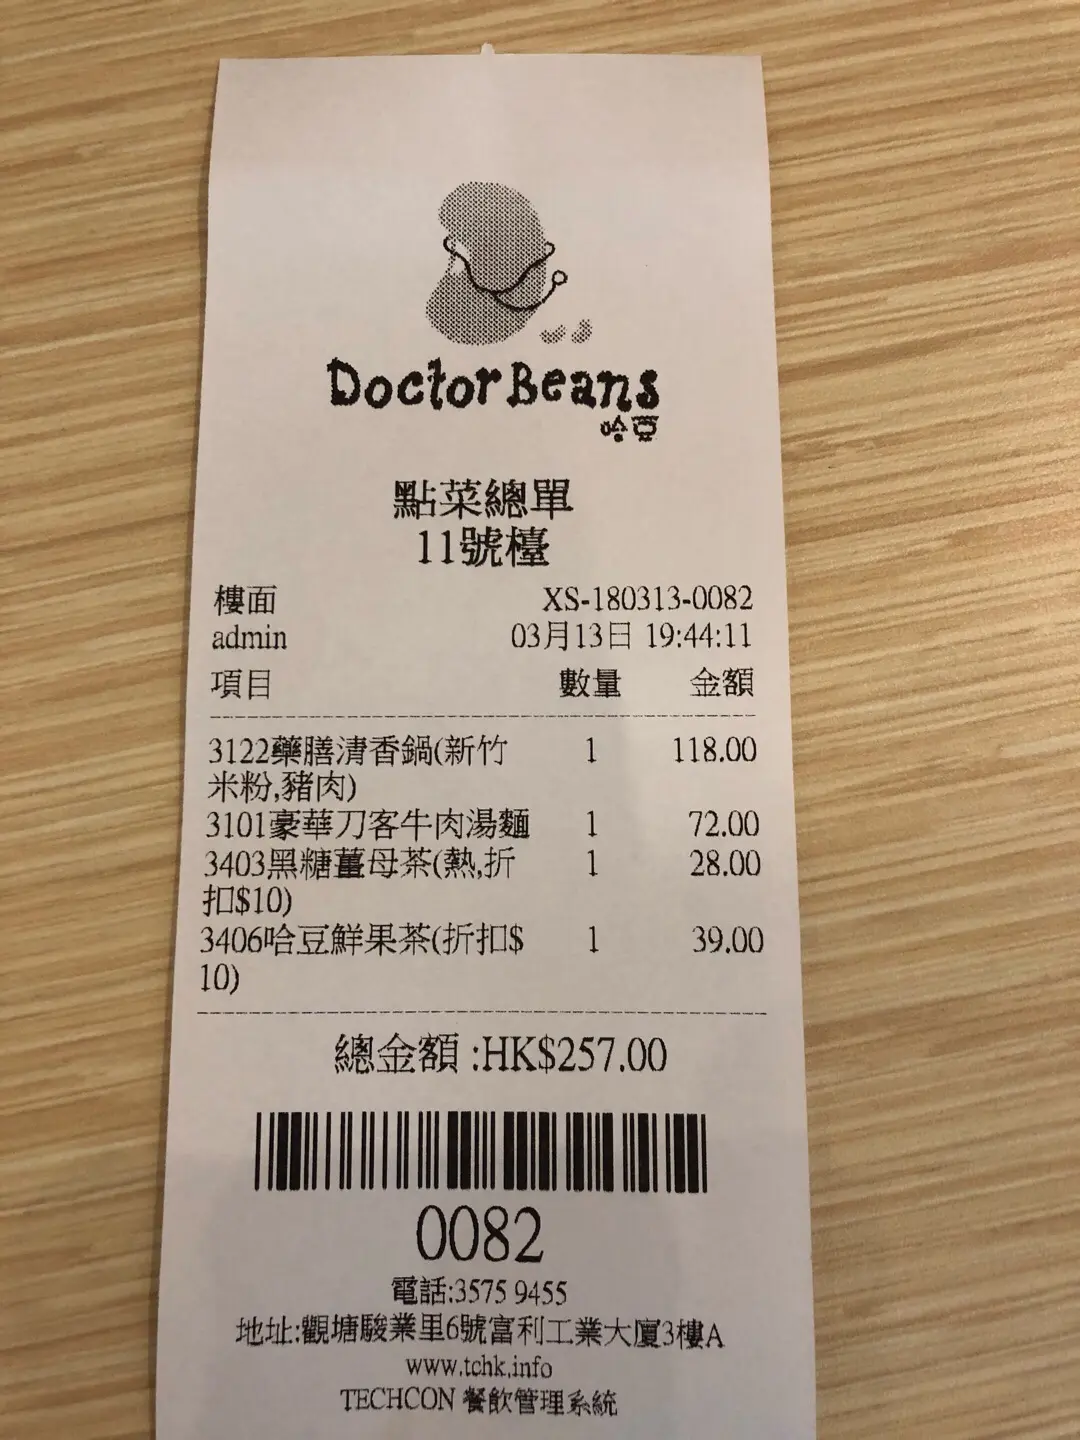 Doctor Beans
哈豆
點菜總單
11號檯
樓面 XS-180313-0082
admin 03月13日 19:44:11
項目 數量 金額
3122藥膳清香鍋(新竹 1 118.00
米粉,豬肉)
3101豪華刀客牛肉湯麵 1 72.00
3403黑糖薑母茶(熱,折 1 28.00
扣$10)
3406哈豆鮮果茶(折扣$ 1 39.00
10)
總金額 :HK$257.00
0082
電話:3575 9455
地址:觀塘駿業里6號富利工業大廈3樓A
www.tchk.info
TECHCON 餐飲管理系統